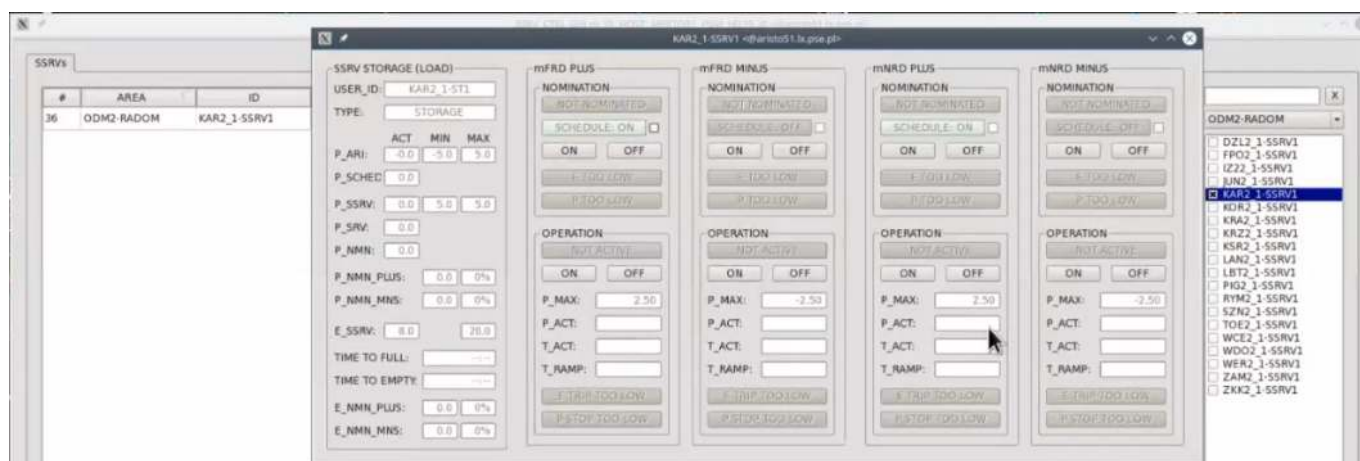 KAR2_1-SSRV1 <@aristo51.lx.pse.pl>
SSRVs
# AREA ID
36 ODM2-RADOM KAR2_1-SSRV1
SSRV STORAGE (LOAD)
USER_ID: KAR2_1-ST1
TYPE: STORAGE
ACT MIN MAX
P_ARI: -0.0 -5.0 5.0
P_SCHED 0.0
P_SSRV: 0.0 5.0 5.0
P_SRV: 0.0
P_NMN: 0.0
P_NMN_PLUS: 0.0 0%
P_NMN_MNS: 0.0 0%
E_SSRV: 8.0 20.0
TIME TO FULL: --:--
TIME TO EMPTY: --:--
E_NMN_PLUS: 0.0 0%
E_NMN_MNS: 0.0 0%
mFRD PLUS
NOMINATION
NOT NOMINATED
SCHEDULE: ON
ON OFF
E TOO LOW
P TOO LOW
OPERATION
NOT ACTIVE
ON OFF
P_MAX: 2.50
P_ACT:
T_ACT:
T_RAMP:
E TRIP TOO LOW
P STOP TOO LOW
mFRD MINUS
NOMINATION
NOT NOMINATED
SCHEDULE: OFF
ON OFF
E TOO LOW
P TOO LOW
OPERATION
NOT ACTIVE
ON OFF
P_MAX: -2.50
P_ACT:
T_ACT:
T_RAMP:
E TRIP TOO LOW
P STOP TOO LOW
mNRD PLUS
NOMINATION
NOT NOMINATED
SCHEDULE: ON
ON OFF
E TOO LOW
P TOO LOW
OPERATION
NOT ACTIVE
ON OFF
P_MAX: 2.50
P_ACT:
T_ACT:
T_RAMP:
E TRIP TOO LOW
P STOP TOO LOW
mNRD MINUS
NOMINATION
NOT NOMINATED
SCHEDULE: OFF
ON OFF
E TOO LOW
P TOO LOW
OPERATION
NOT ACTIVE
ON OFF
P_MAX: -2.50
P_ACT:
T_ACT:
T_RAMP:
E TRIP TOO LOW
P STOP TOO LOW
X
ODM2-RADOM
DZL2_1-SSRV1
FPO2_1-SSRV1
IZ22_1-SSRV1
JUN2_1-SSRV1
KAR2_1-SSRV1
KOR2_1-SSRV1
KRA2_1-SSRV1
KRZ2_1-SSRV1
KSR2_1-SSRV1
LAN2_1-SSRV1
LBT2_1-SSRV1
PIG2_1-SSRV1
RYM2_1-SSRV1
SZN2_1-SSRV1
TOE2_1-SSRV1
WCE2_1-SSRV1
WDO2_1-SSRV1
WER2_1-SSRV1
ZAM2_1-SSRV1
ZKK2_1-SSRV1